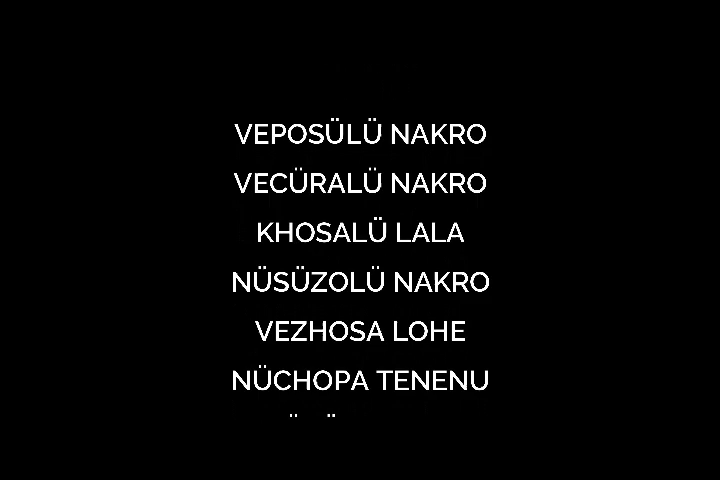 VEPOSÜLÜ NAKRO
VECÜRALÜ NAKRO
KHOSALÜ LALA
NÜSÜZOLÜ NAKRO
VEZHOSA LOHE
NÜCHOPA TENENU